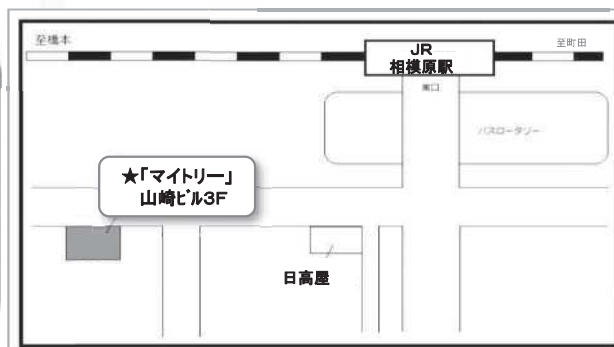 至橋本
JR
相模原駅
至町田
南口
バスロータリー
★「マイトリー」
山崎ビル3F
日高屋